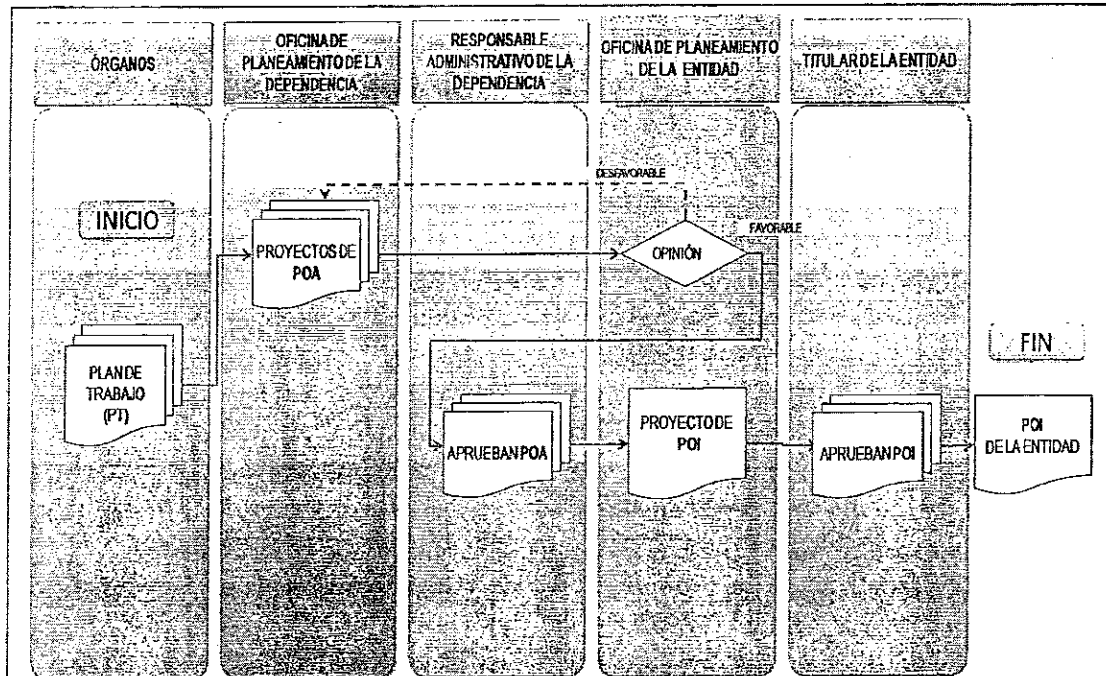 ÓRGANOS
OFICINA DE
PLANEAMIENTO DE LA
DEPENDENCIA
RESPONSABLE
ADMINISTRATIVO DE LA
DEPENDENCIA
OFICINA DE PLANEAMIENTO
DE LA ENTIDAD
TITULAR DE LA ENTIDAD
DESFAVORABLE
INICIO
FAVORABLE
PROYECTOS DE
POA
OPINIÓN
FIN
PLAN DE
TRABAJO
(PT)
APRUEBAN POA
PROYECTO DE
POI
APRUEBAN POI
POI
DE LA ENTIDAD